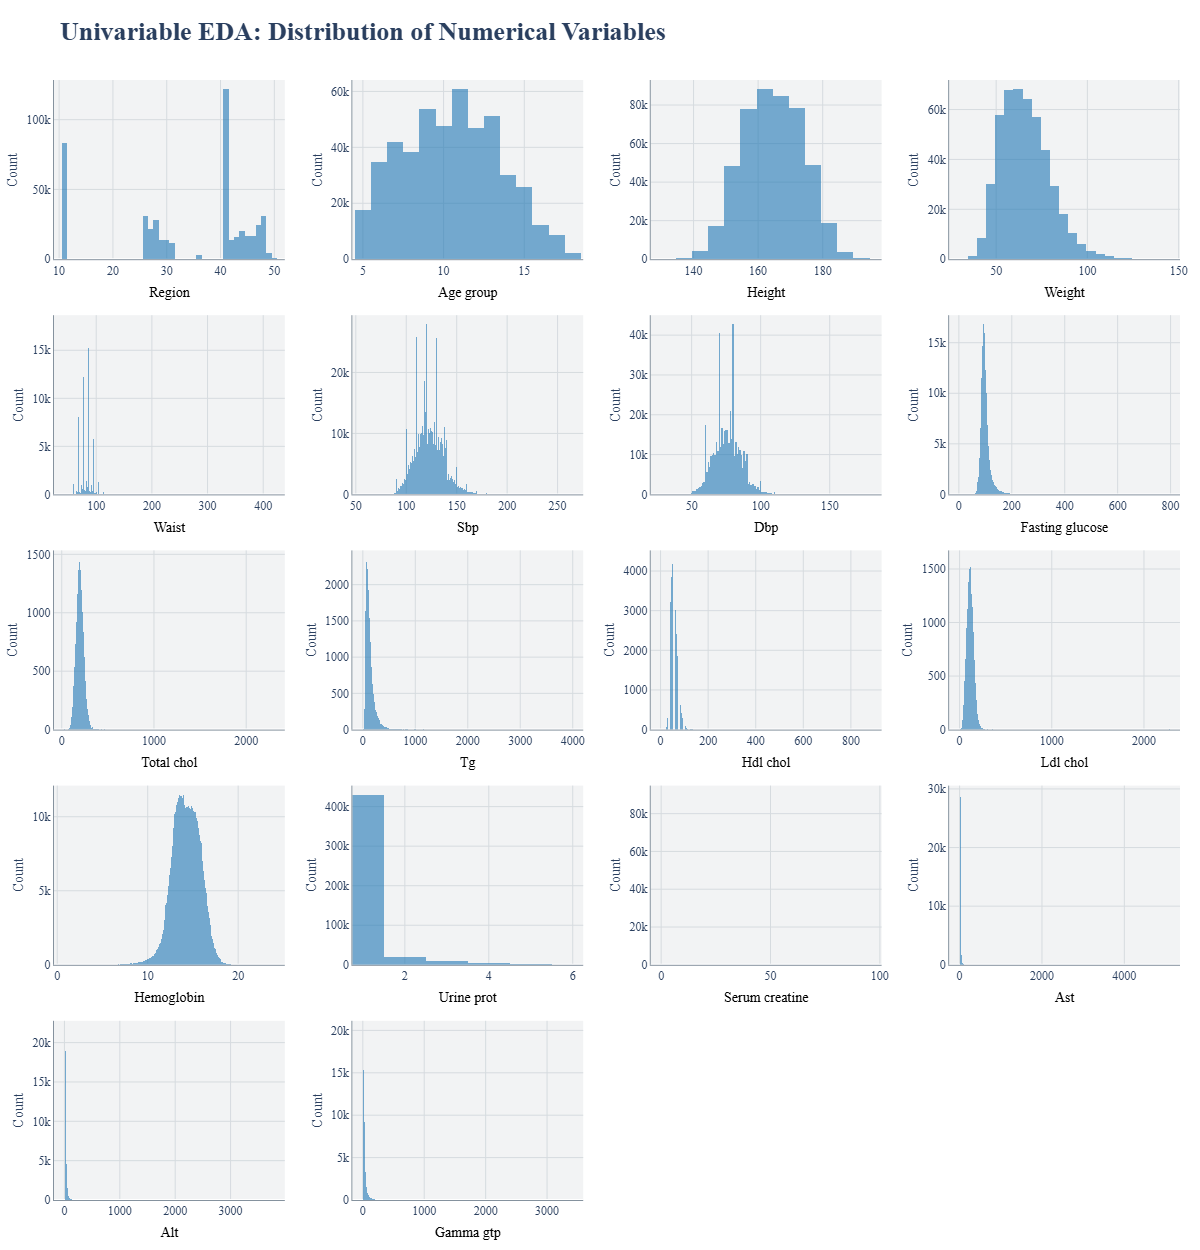 Univariable EDA: Distribution of Numerical Variables
Count
100k
50k
0
10 20 30 40 50
Region
Count
60k
40k
20k
0
5 10 15
Age group
Count
80k
60k
40k
20k
0
140 160 180
Height
Count
60k
40k
20k
0
50 100 150
Weight
Count
15k
10k
5k
0
100 200 300 400
Waist
Count
20k
10k
0
50 100 150 200 250
Sbp
Count
40k
30k
20k
10k
0
50 100 150
Dbp
Count
15k
10k
5k
0
0 200 400 600 800
Fasting glucose
Count
1500
1000
500
0
0 1000 2000
Total chol
Count
2000
1500
1000
500
0
0 1000 2000 3000 4000
Tg
Count
4000
3000
2000
1000
0
0 200 400 600 800
Hdl chol
Count
1500
1000
500
0
0 1000 2000
Ldl chol
Count
10k
5k
0
0 10 20
Hemoglobin
Count
400k
300k
200k
100k
0
2 4 6
Urine prot
Count
80k
60k
40k
20k
0
0 50 100
Serum creatine
Count
30k
20k
10k
0
0 2000 4000
Ast
Count
20k
15k
10k
5k
0
0 1000 2000 3000
Alt
Count
20k
15k
10k
5k
0
0 1000 2000 3000
Gamma gtp